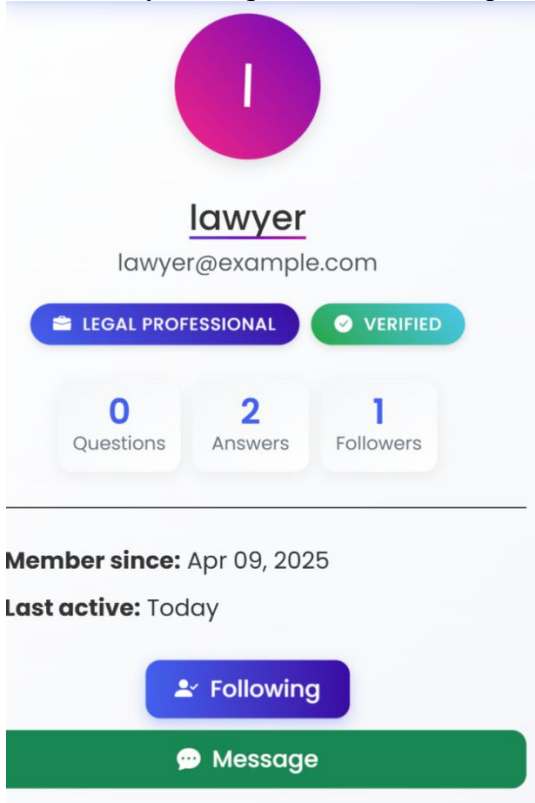 l
lawyer
lawyer@example.com
LEGAL PROFESSIONAL VERIFIED
0 2 1
Questions Answers Followers
Member since: Apr 09, 2025
Last active: Today
Following
Message